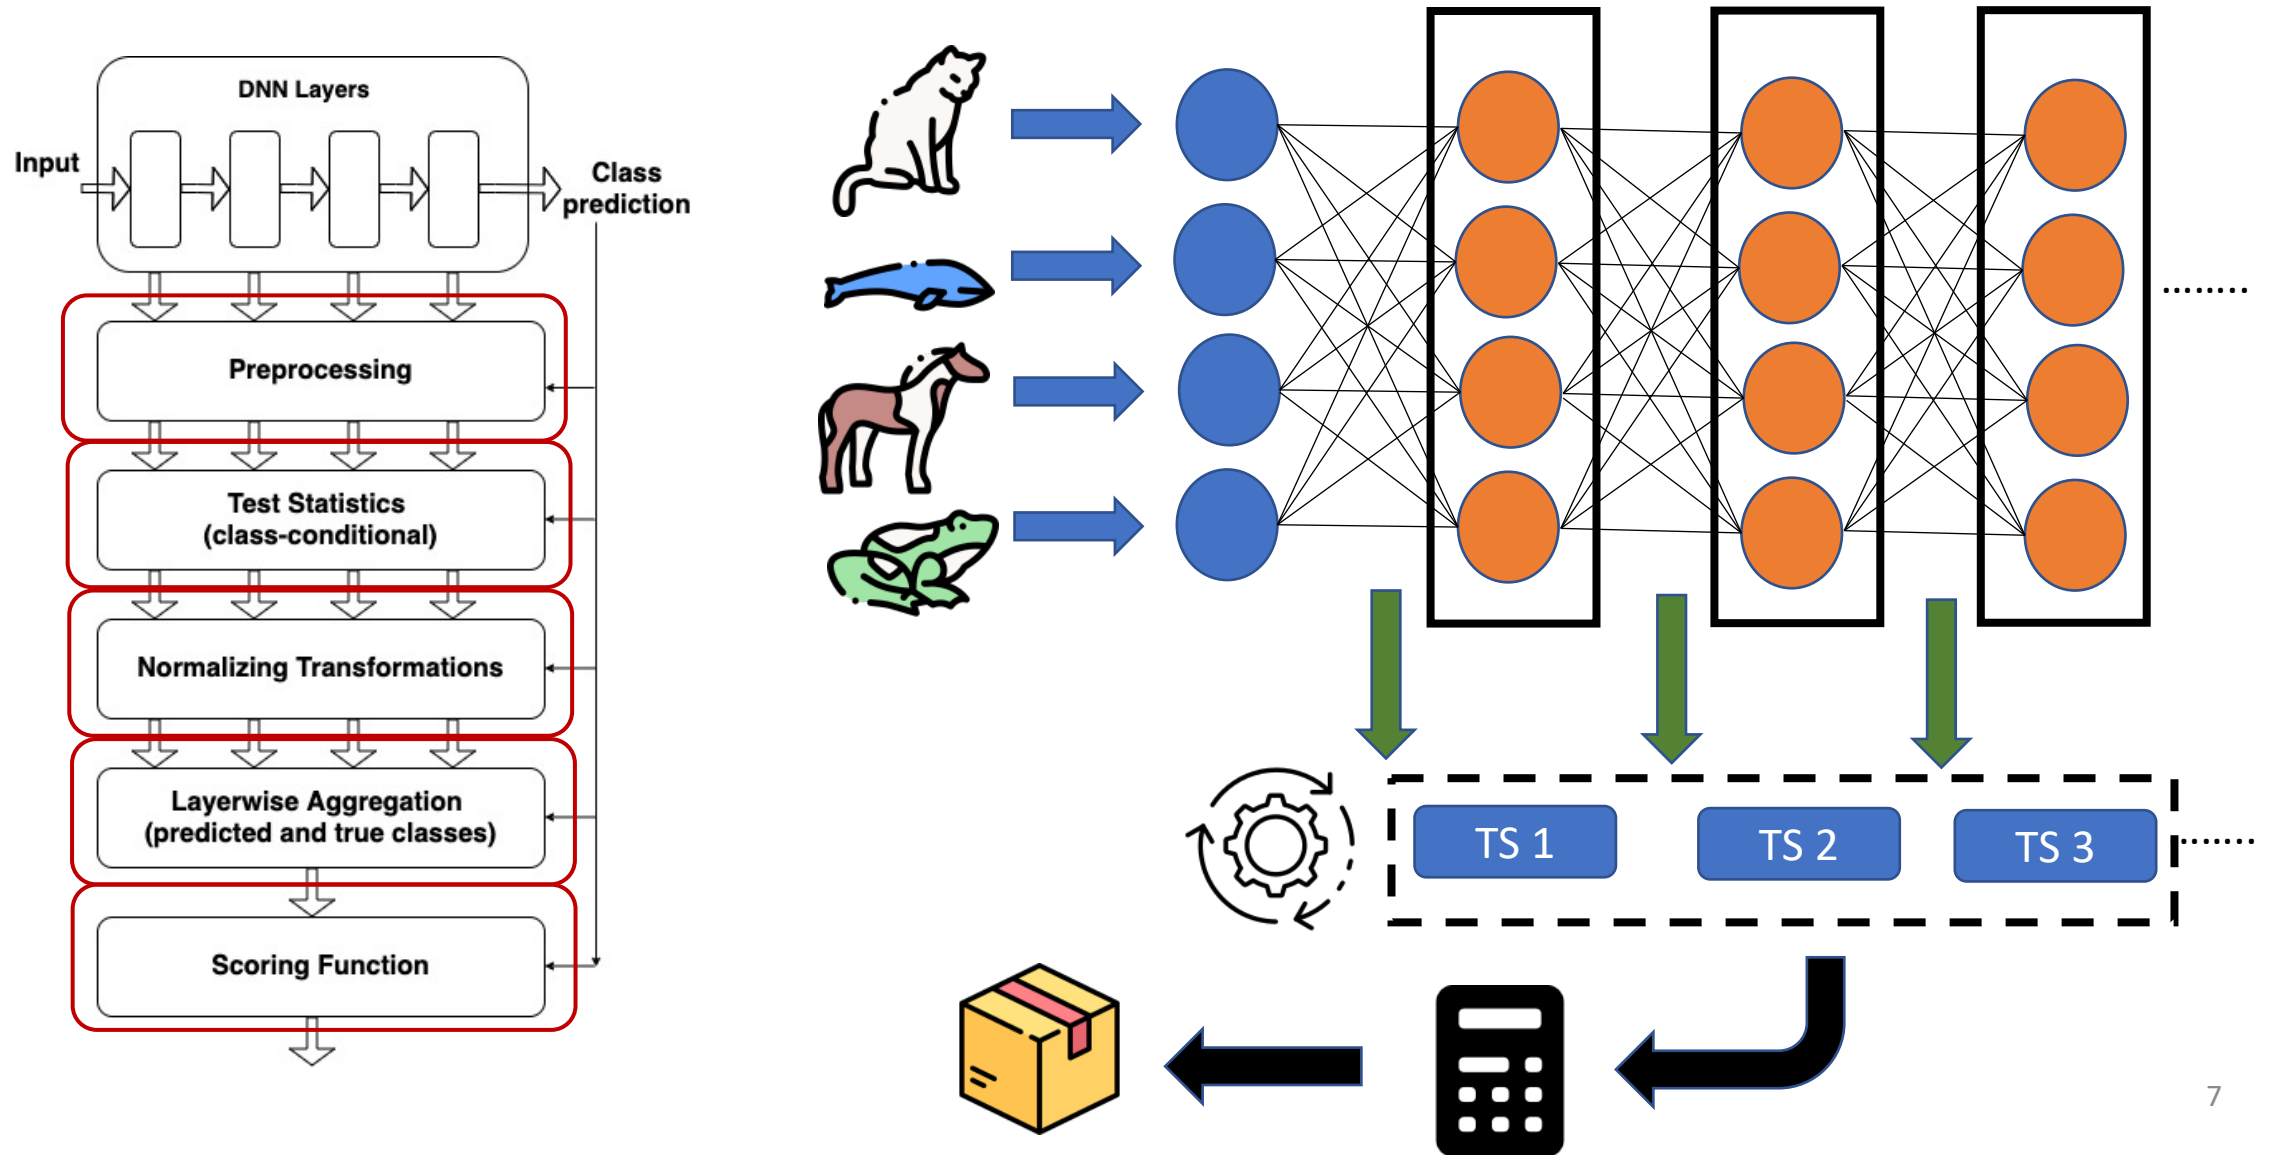 DNN Layers
Input
Class
prediction
Preprocessing
Test Statistics
(class-conditional)
Normalizing Transformations
Layerwise Aggregation
(predicted and true classes)
Scoring Function
........
TS 1
TS 2
TS 3
.......
7